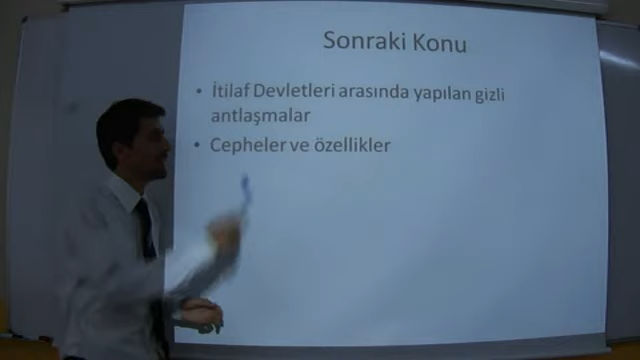 Sonraki Konu
• İtilaf Devletleri arasında yapılan gizli
antlaşmalar
• Cepheler ve özellikler